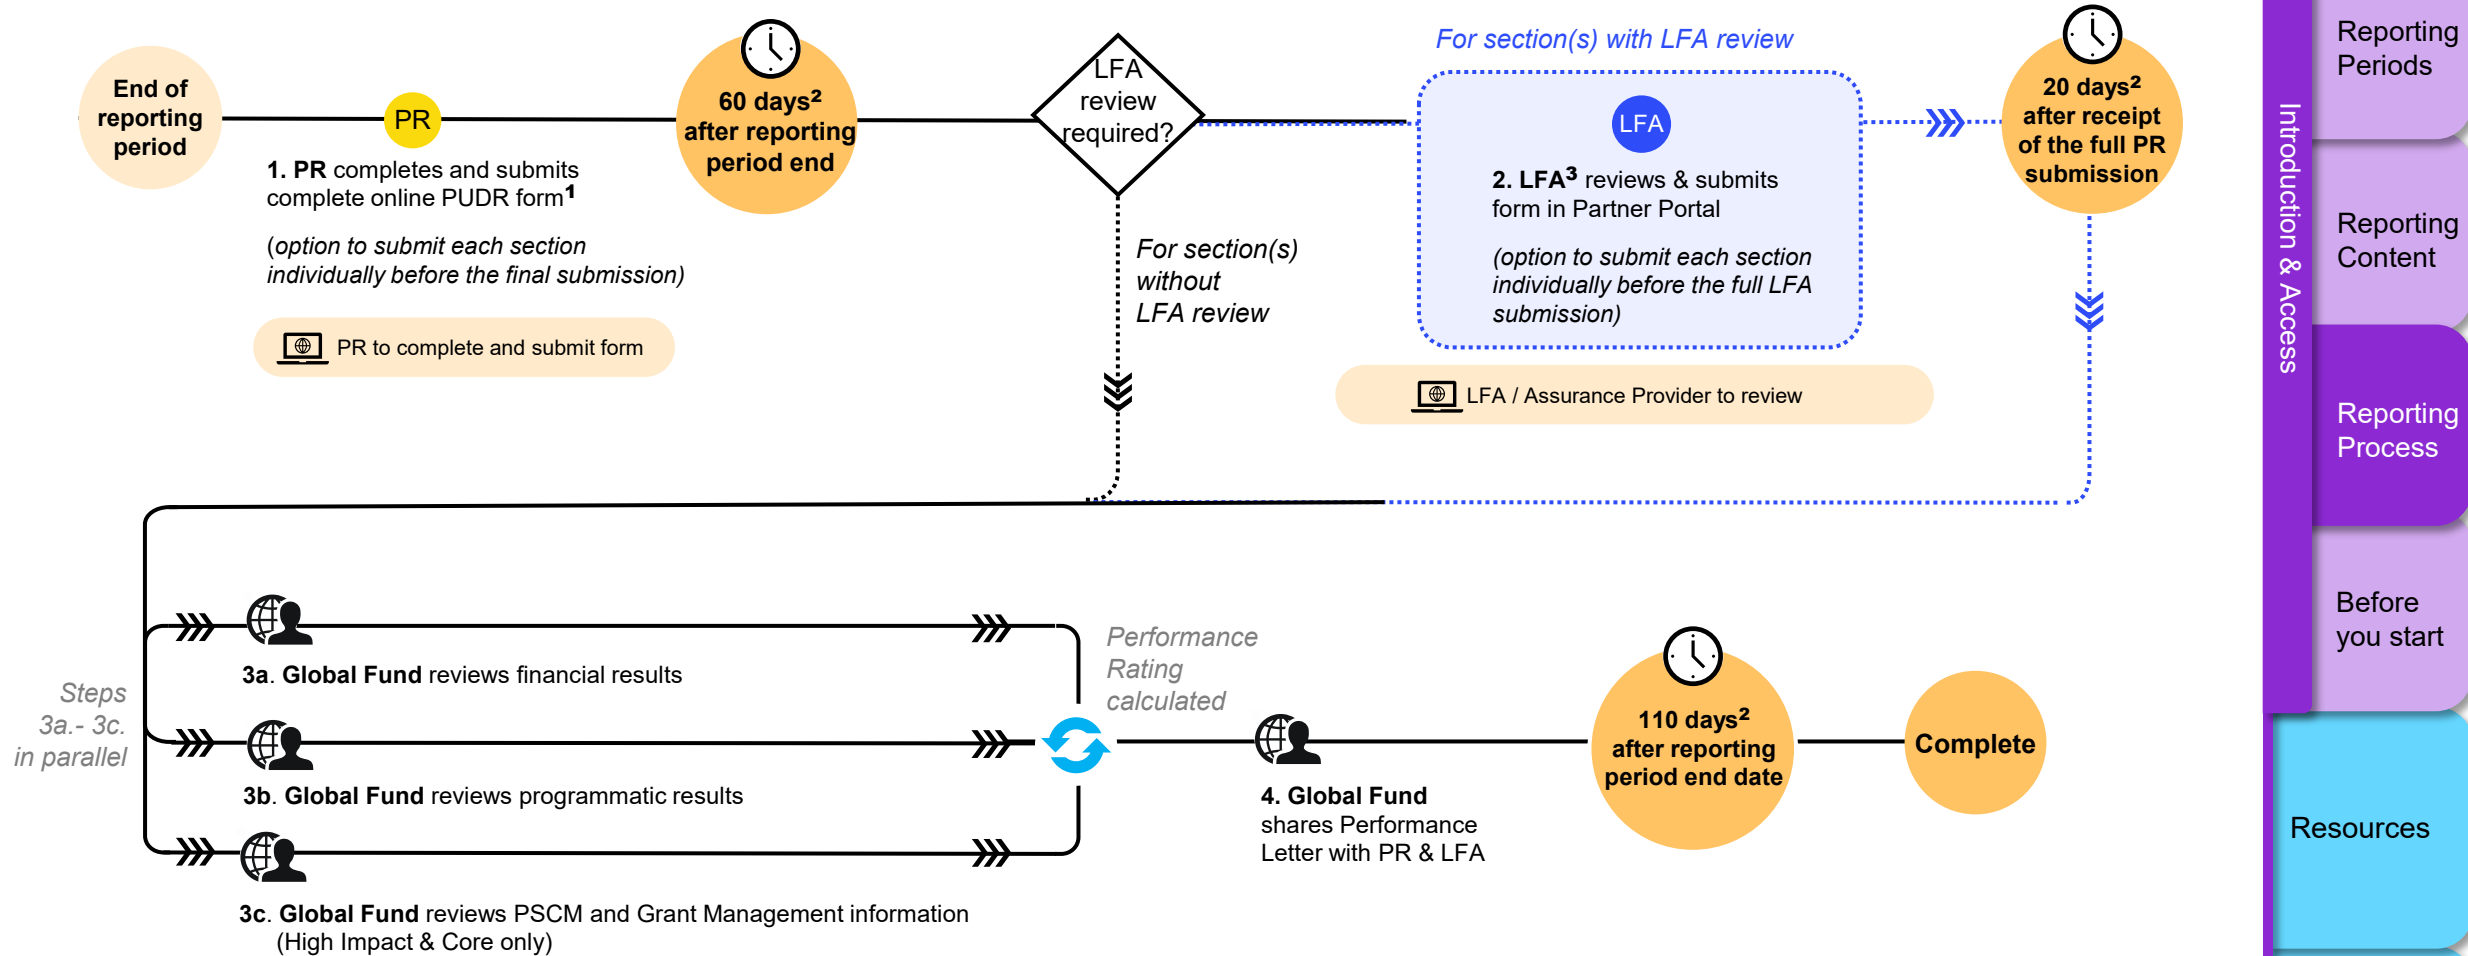 End of
reporting
period
PR
1. PR completes and submits
complete online PUDR form¹
(option to submit each section
individually before the final submission)
PR to complete and submit form
60 days²
after reporting
period end
LFA
review
required?
For section(s)
without
LFA review
For section(s) with LFA review
LFA
2. LFA³ reviews & submits
form in Partner Portal
(option to submit each section
individually before the full LFA
submission)
LFA / Assurance Provider to review
20 days²
after receipt
of the full PR
submission
Steps
3a.- 3c.
in parallel
3a. Global Fund reviews financial results
3b. Global Fund reviews programmatic results
3c. Global Fund reviews PSCM and Grant Management information
(High Impact & Core only)
Performance
Rating
calculated
4. Global Fund
shares Performance
Letter with PR & LFA
110 days²
after reporting
period end date
Complete
Introduction & Access
Reporting
Periods
Reporting
Content
Reporting
Process
Before
you start
Resources